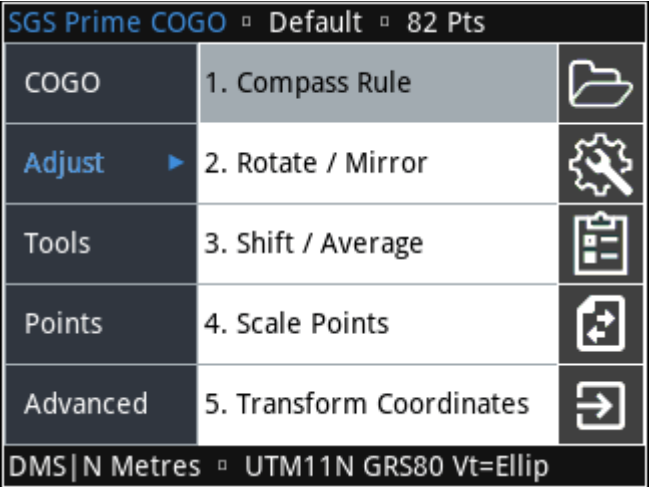 SGS Prime COGO ▫ Default ▫ 82 Pts
COGO
1. Compass Rule
Adjust ▶
2. Rotate / Mirror
Tools
3. Shift / Average
Points
4. Scale Points
Advanced
5. Transform Coordinates
DMS|N Metres ▫ UTM11N GRS80 Vt=Ellip